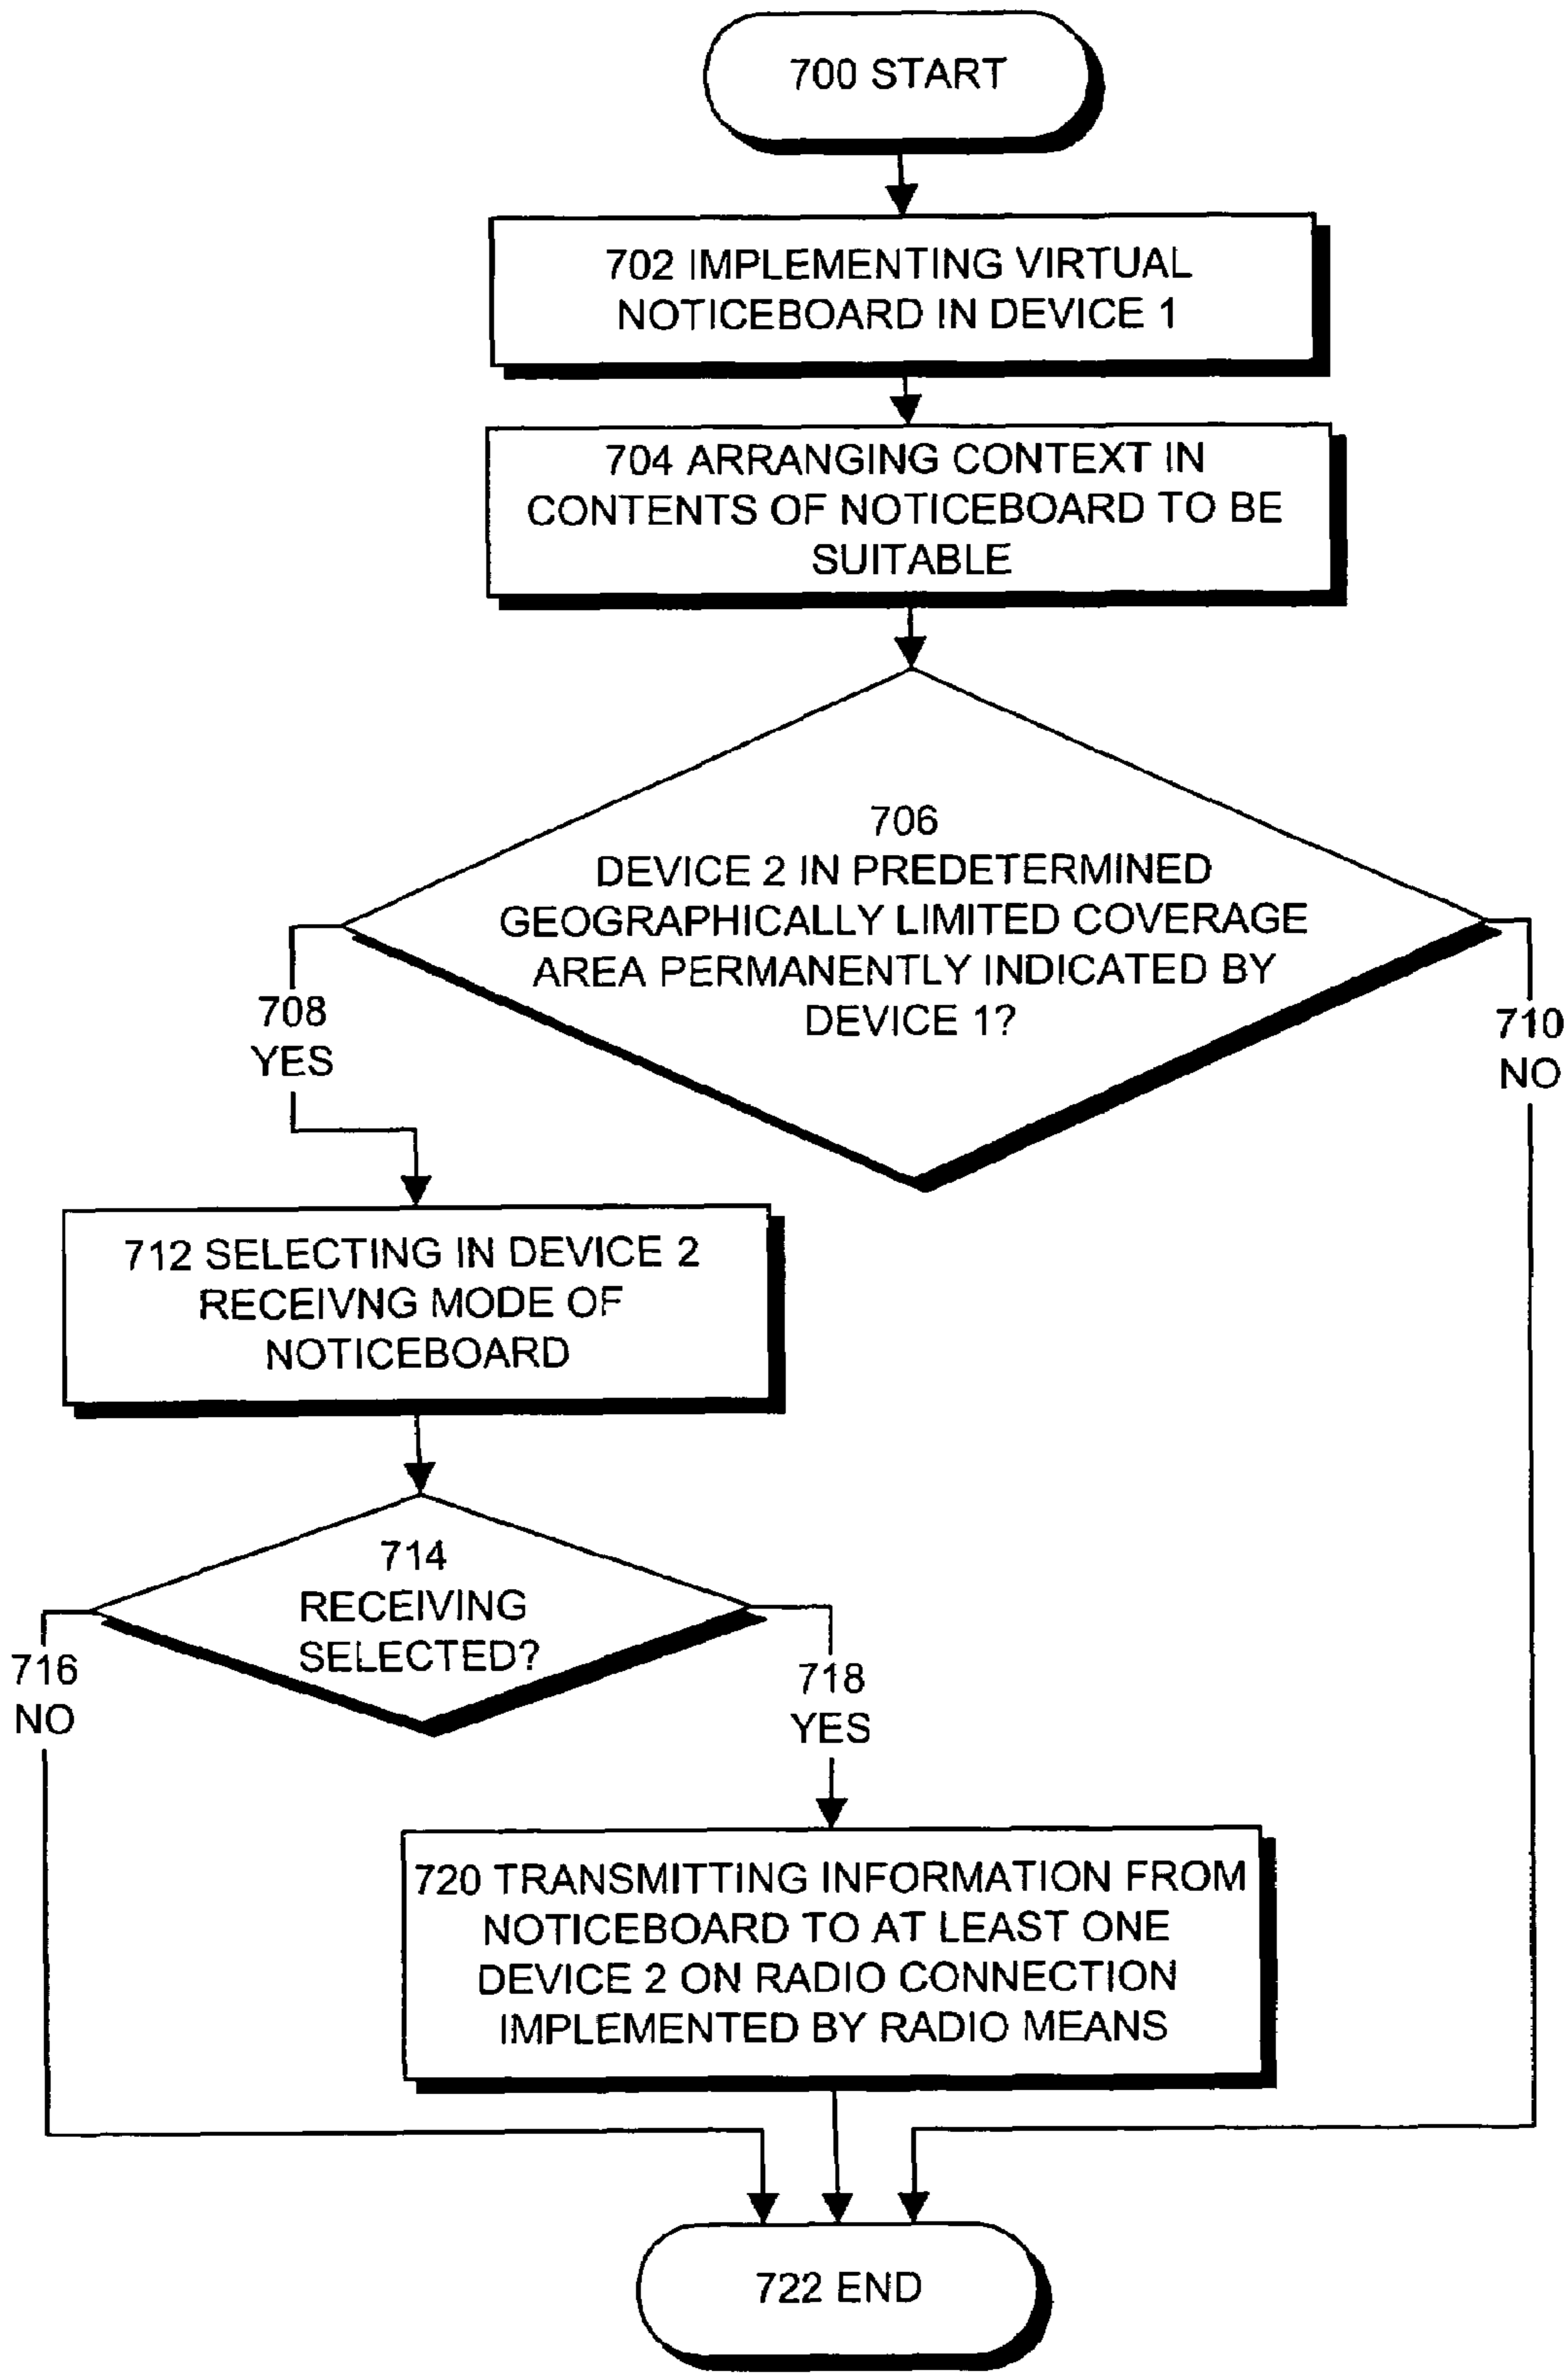 700 START
702 IMPLEMENTING VIRTUAL
NOTICEBOARD IN DEVICE 1
704 ARRANGING CONTEXT IN
CONTENTS OF NOTICEBOARD TO BE
SUITABLE
706
DEVICE 2 IN PREDETERMINED
GEOGRAPHICALLY LIMITED COVERAGE
AREA PERMANENTLY INDICATED BY
DEVICE 1?
708
YES
710
NO
712 SELECTING IN DEVICE 2
RECEIVNG MODE OF
NOTICEBOARD
714
RECEIVING
SELECTED?
716
NO
718
YES
720 TRANSMITTING INFORMATION FROM
NOTICEBOARD TO AT LEAST ONE
DEVICE 2 ON RADIO CONNECTION
IMPLEMENTED BY RADIO MEANS
722 END